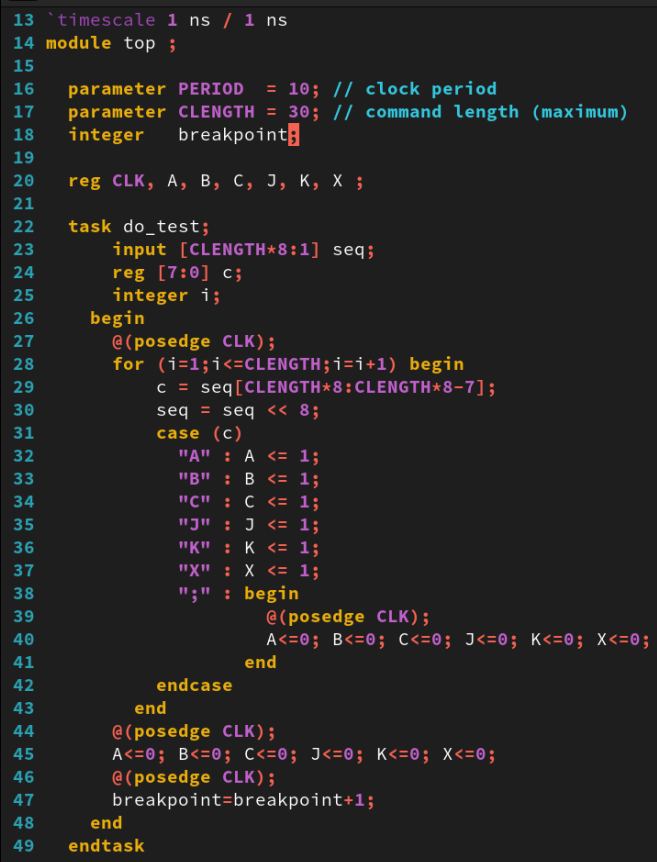 13 `timescale 1 ns / 1 ns
14 module top ;
15
16   parameter PERIOD  = 10; // clock period
17   parameter CLENGTH = 30; // command length (maximum)
18   integer   breakpoint;
19
20   reg CLK, A, B, C, J, K, X ;
21
22   task do_test;
23       input [CLENGTH*8:1] seq;
24       reg [7:0] c;
25       integer i;
26     begin
27       @(posedge CLK);
28       for (i=1;i<=CLENGTH;i=i+1) begin
29           c = seq[CLENGTH*8:CLENGTH*8-7];
30           seq = seq << 8;
31           case (c)
32             "A" : A <= 1;
33             "B" : B <= 1;
34             "C" : C <= 1;
35             "J" : J <= 1;
36             "K" : K <= 1;
37             "X" : X <= 1;
38             ";" : begin
39                     @(posedge CLK);
40                     A<=0; B<=0; C<=0; J<=0; K<=0; X<=0;
41                   end
42           endcase
43         end
44       @(posedge CLK);
45       A<=0; B<=0; C<=0; J<=0; K<=0; X<=0;
46       @(posedge CLK);
47       breakpoint=breakpoint+1;
48     end
49   endtask